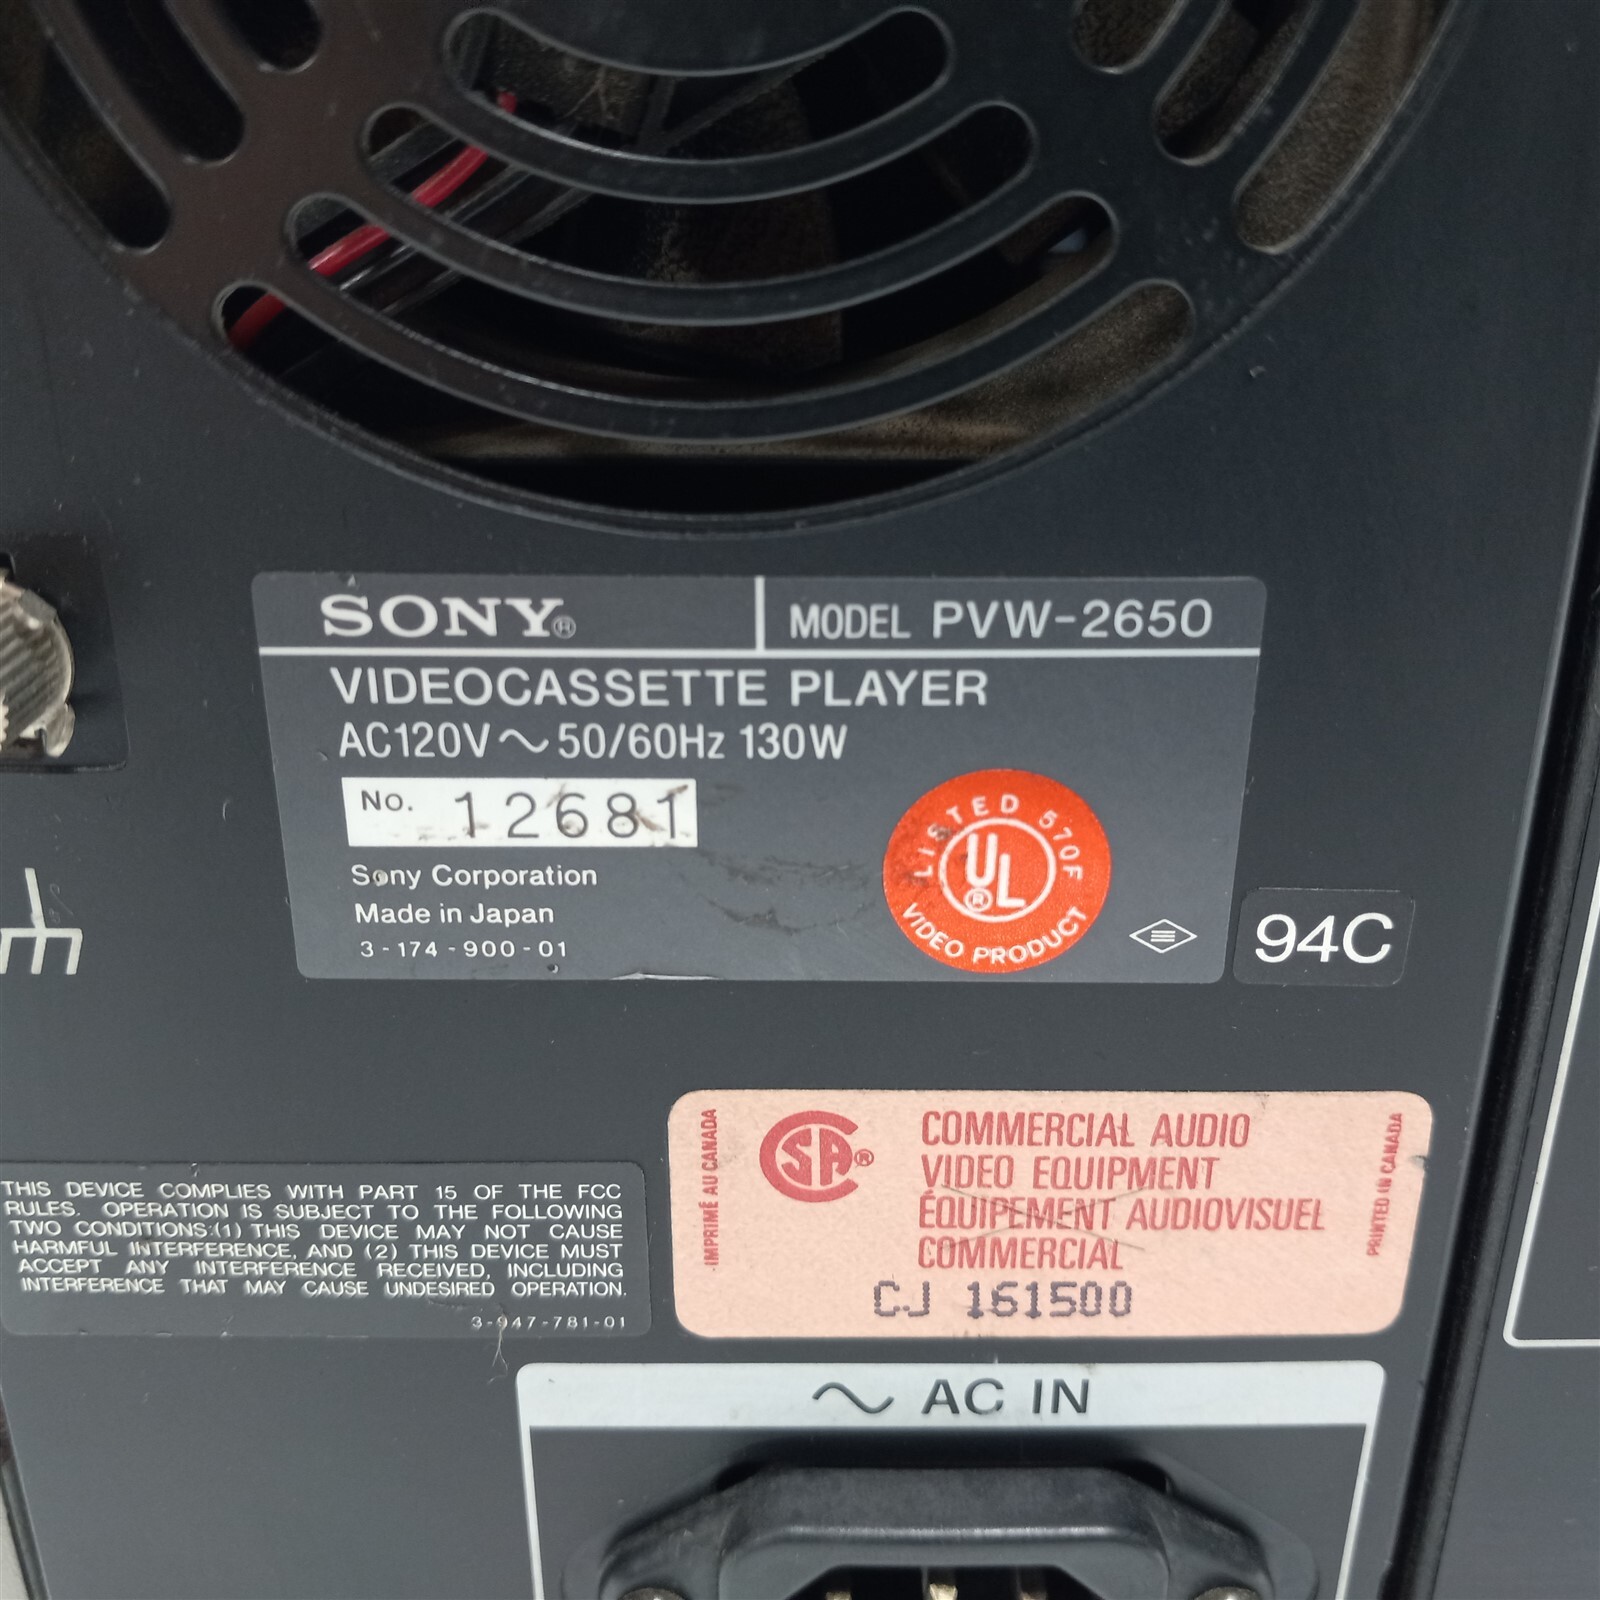 SONY® MODEL PVW-2650
VIDEOCASSETTE PLAYER
AC120V ~ 50/60Hz 130W
No. 12681
Sony Corporation
Made in Japan
3-174-900-01
LISTED 570F
UL®
VIDEO PRODUCT
94C
IMPRIMÉ AU CANADA
SA®
COMMERCIAL AUDIO
VIDEO EQUIPMENT
ÉQUIPEMENT AUDIOVISUEL
COMMERCIAL
CJ 161500
PRINTED IN CANADA
THIS DEVICE COMPLIES WITH PART 15 OF THE FCC
RULES. OPERATION IS SUBJECT TO THE FOLLOWING
TWO CONDITIONS:(1) THIS DEVICE MAY NOT CAUSE
HARMFUL INTERFERENCE, AND (2) THIS DEVICE MUST
ACCEPT ANY INTERFERENCE RECEIVED, INCLUDING
INTERFERENCE THAT MAY CAUSE UNDESIRED OPERATION.
3-947-781-01
~ AC IN